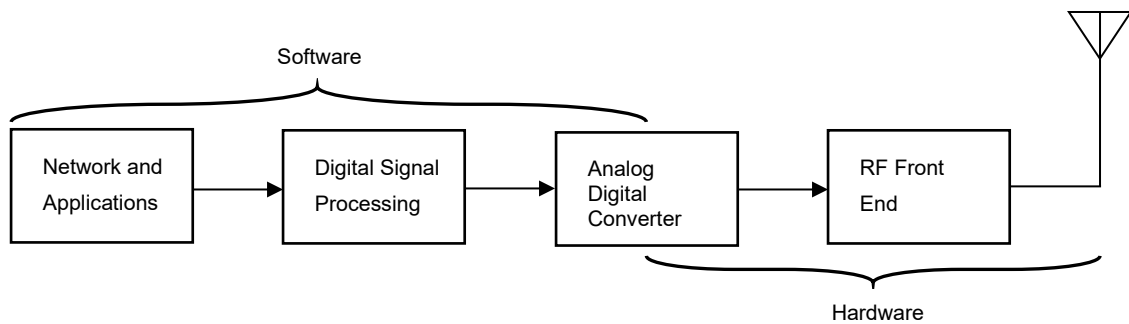 Software
Network and
Applications
Digital Signal
Processing
Analog
Digital
Converter
RF Front
End
Hardware